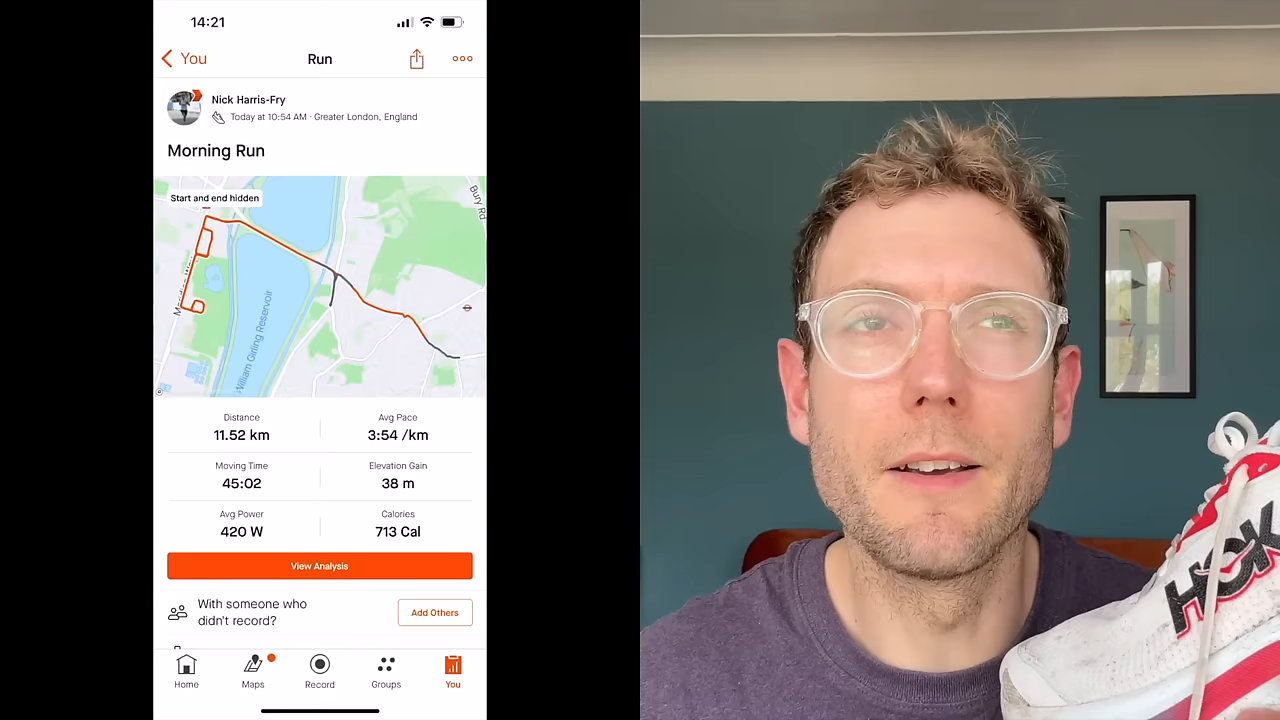 14:21
You
Run
Nick Harris-Fry
Today at 10:54 AM · Greater London, England
Morning Run
Start and end hidden
Bury Rd
William Girling Reservoir
Distance
11.52 km
Avg Pace
3:54 /km
Moving Time
45:02
Elevation Gain
38 m
Avg Power
420 W
Calories
713 Cal
View Analysis
With someone who
didn't record?
Add Others
Home
Maps
Record
Groups
You
HOK